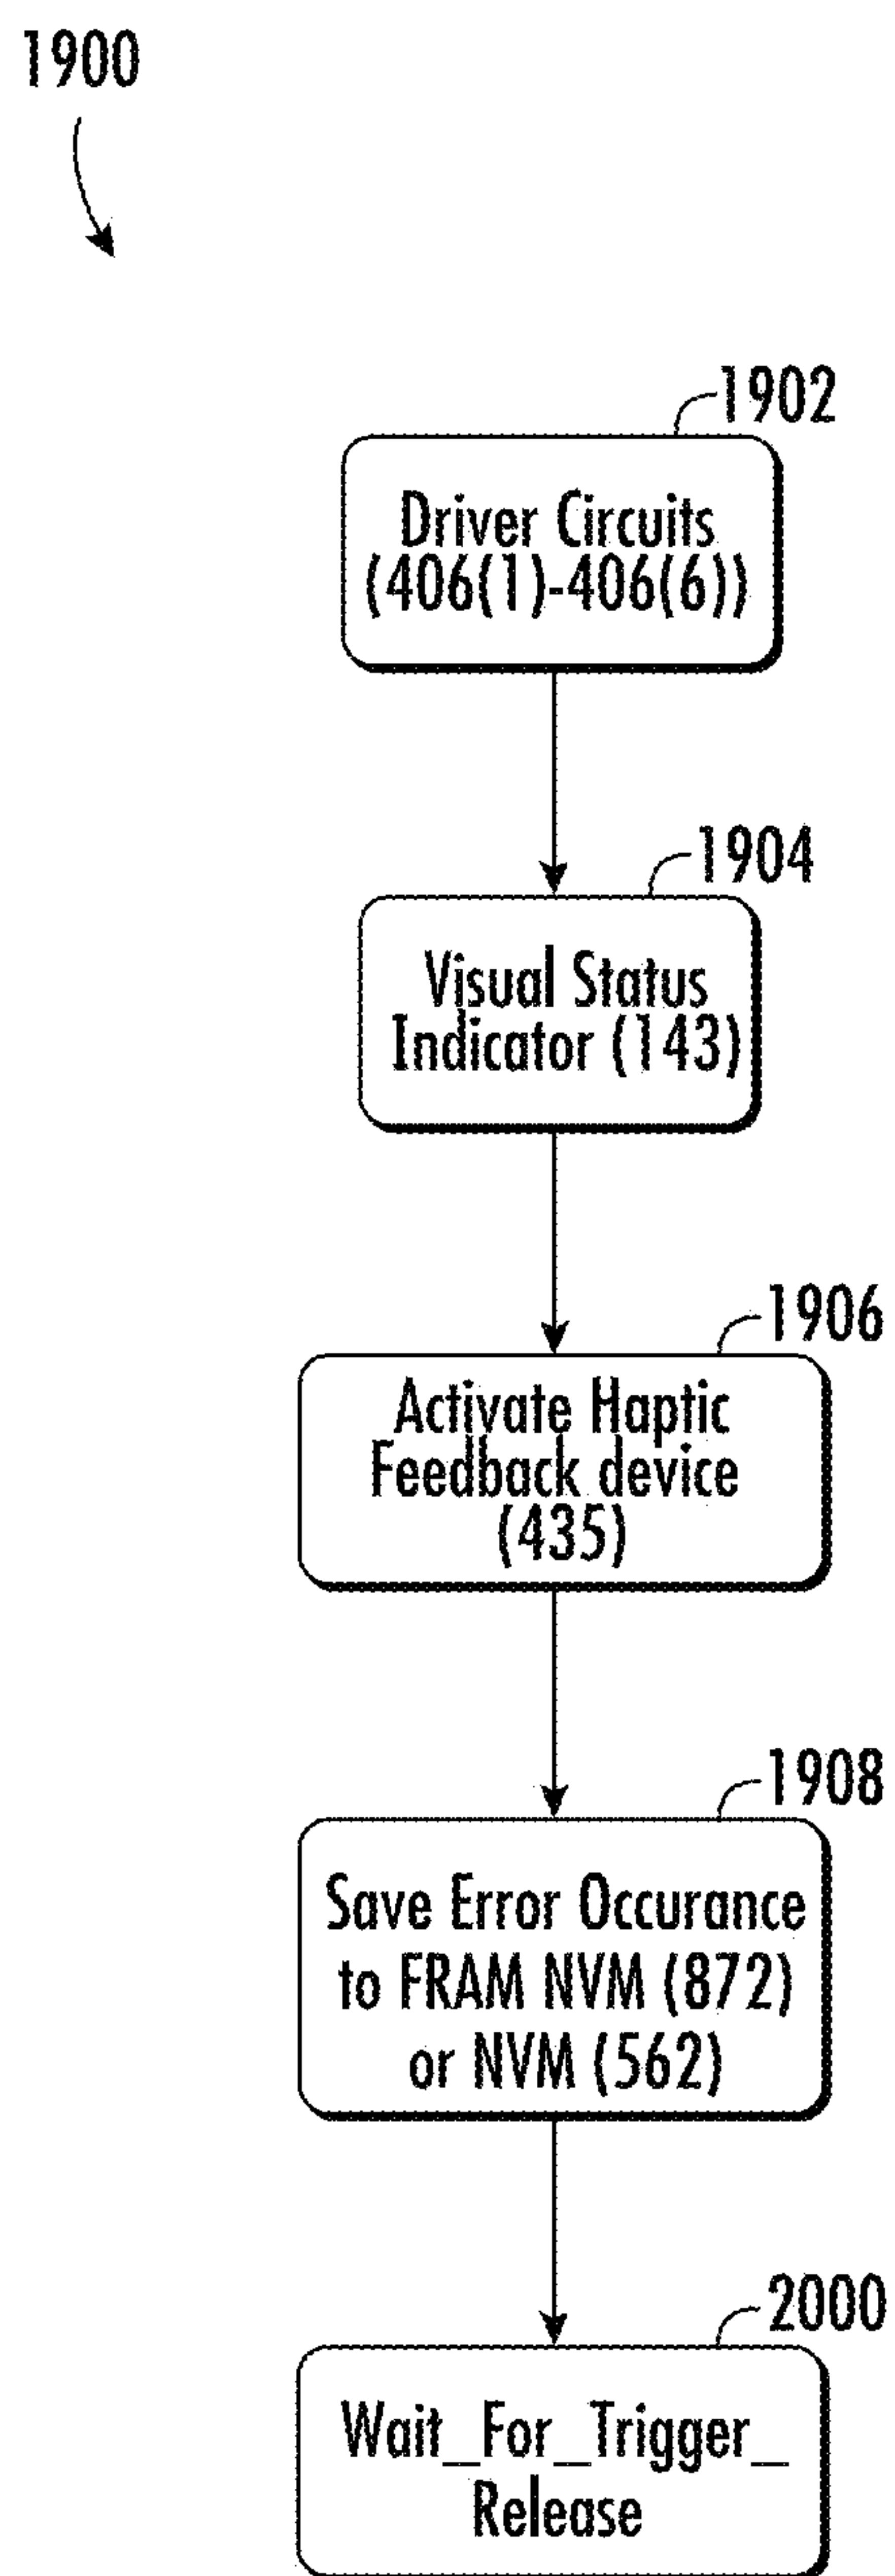 1900
1902
Driver Circuits
(406(1)-406(6))
1904
Visual Status
Indicator (143)
1906
Activate Haptic
Feedback device
(435)
1908
Save Error Occurance
to FRAM NVM (872)
or NVM (562)
2000
Wait_For_Trigger_
Release